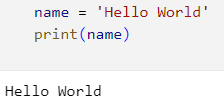 name = 'Hello World'
print(name)
Hello World